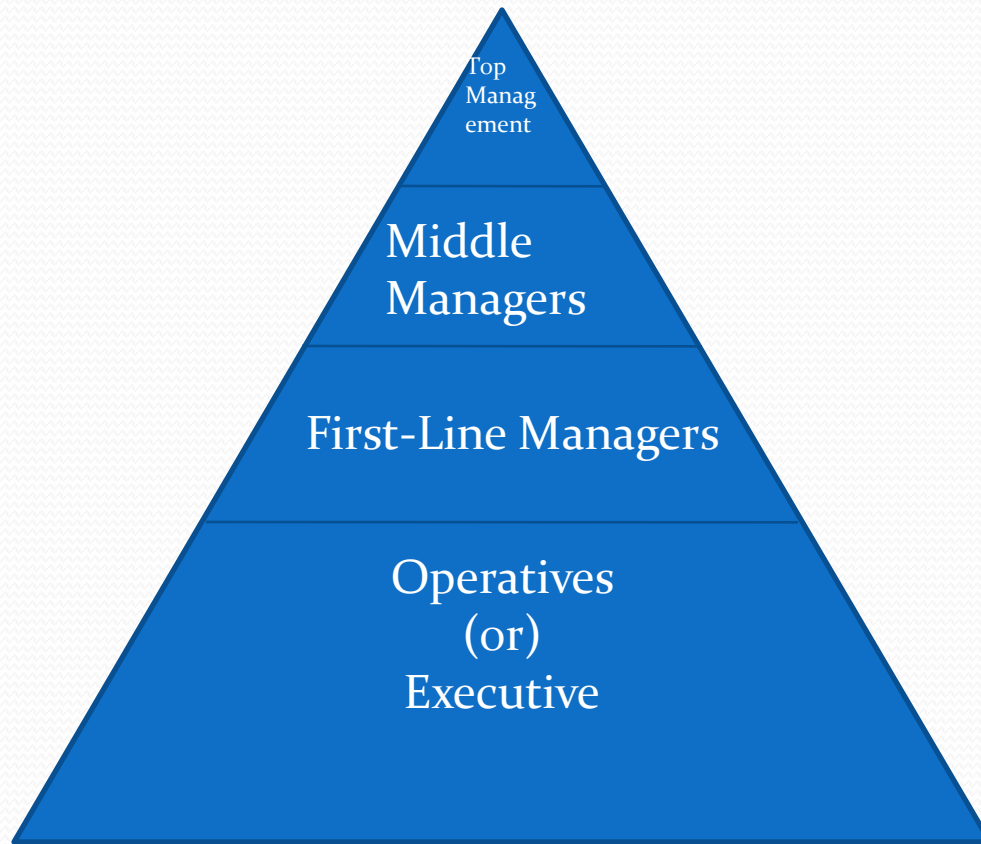 Top
Manag
ement
Middle
Managers
First-Line Managers
Operatives
(or)
Executive